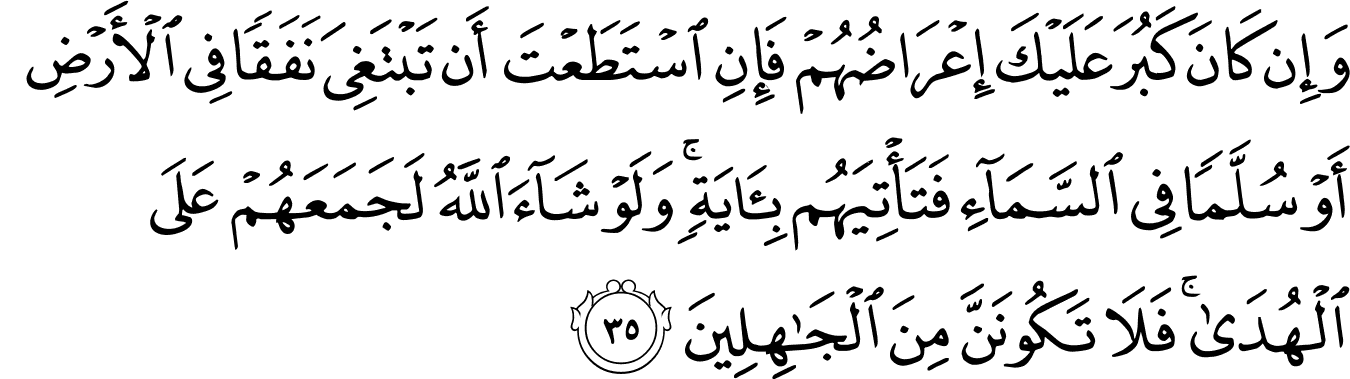 وَإِن كَانَ كَبُرَ عَلَيْكَ إِعْرَاضُهُمْ فَإِنِ ٱسْتَطَعْتَ أَن تَبْتَغِىَ نَفَقًا فِى ٱلْأَرْضِ
أَوْ سُلَّمًا فِى ٱلسَّمَآءِ فَتَأْتِيَهُم بِـَٔايَةٍ ۚ وَلَوْ شَآءَ ٱللَّهُ لَجَمَعَهُمْ عَلَى
ٱلْهُدَىٰ ۚ فَلَا تَكُونَنَّ مِنَ ٱلْجَـٰهِلِينَ ٣٥